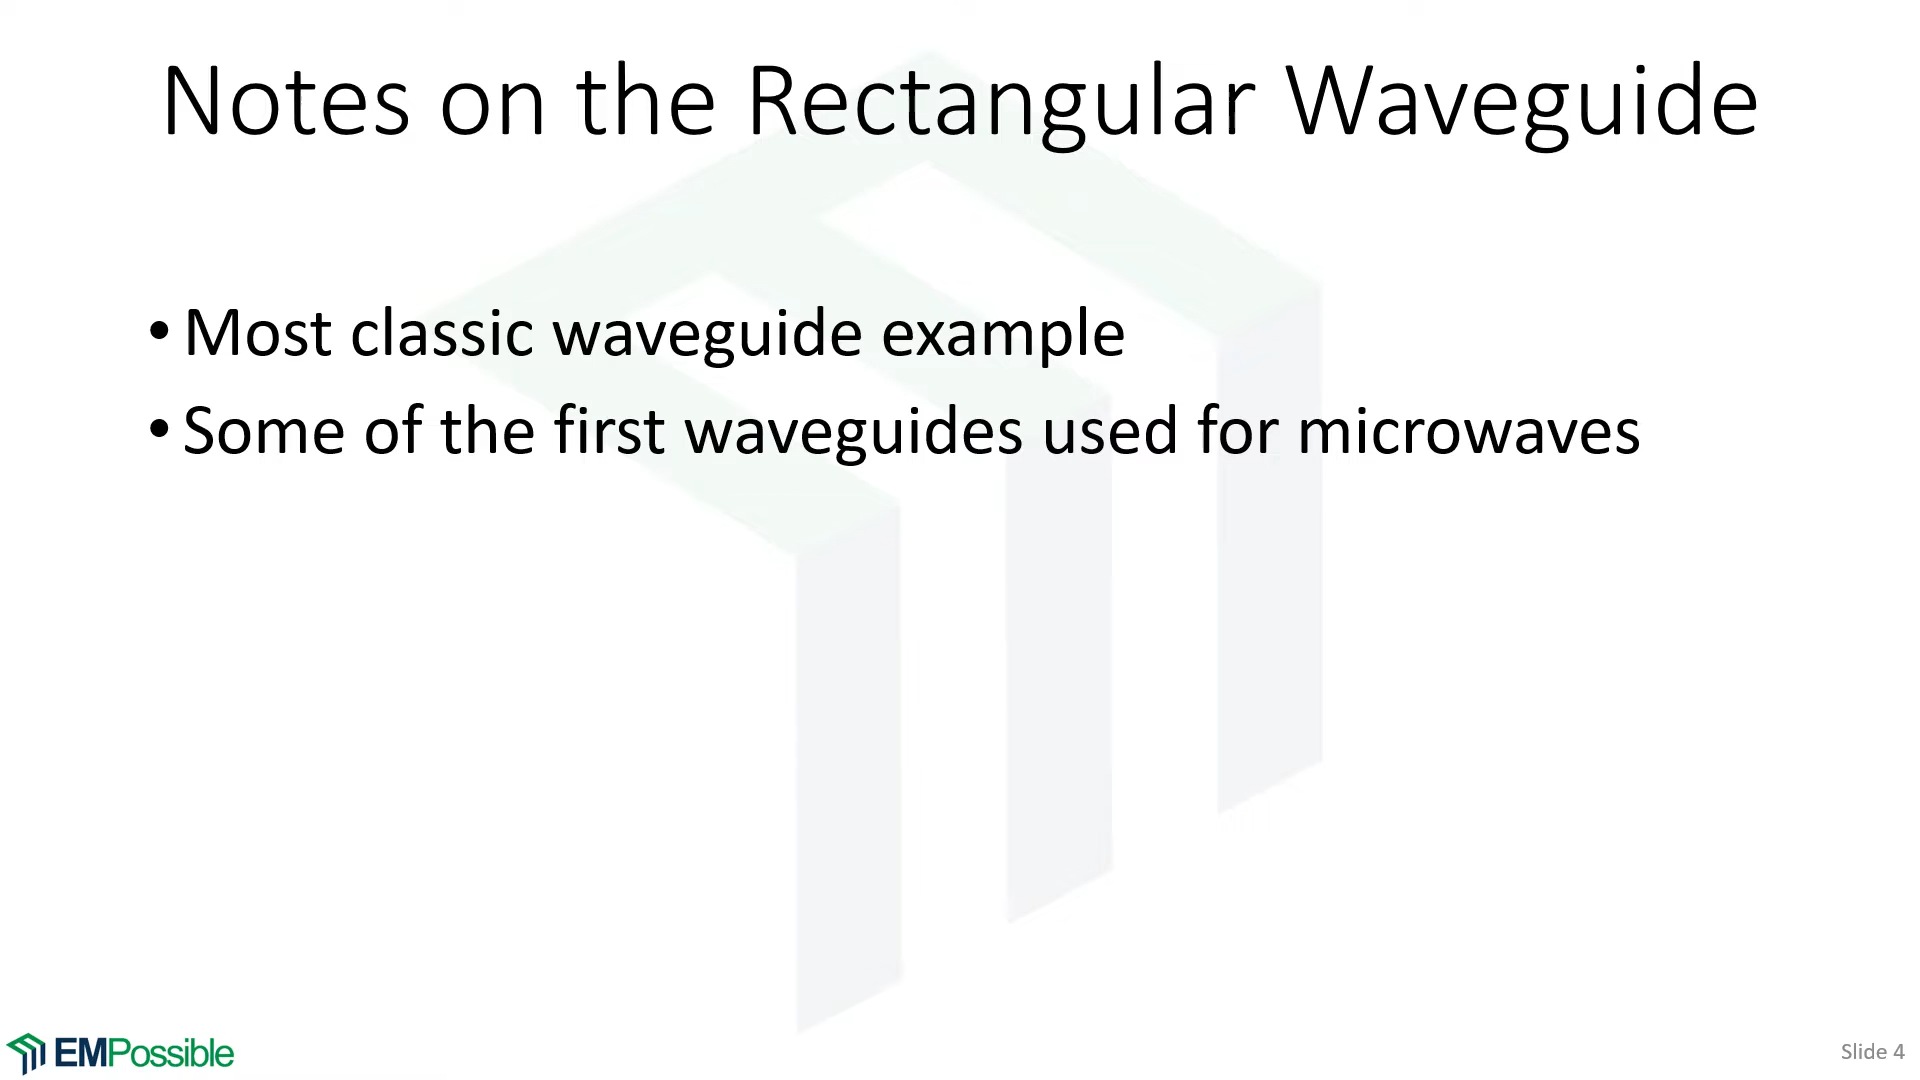 Notes on the Rectangular Waveguide
• Most classic waveguide example
• Some of the first waveguides used for microwaves
EMPossible
Slide 4